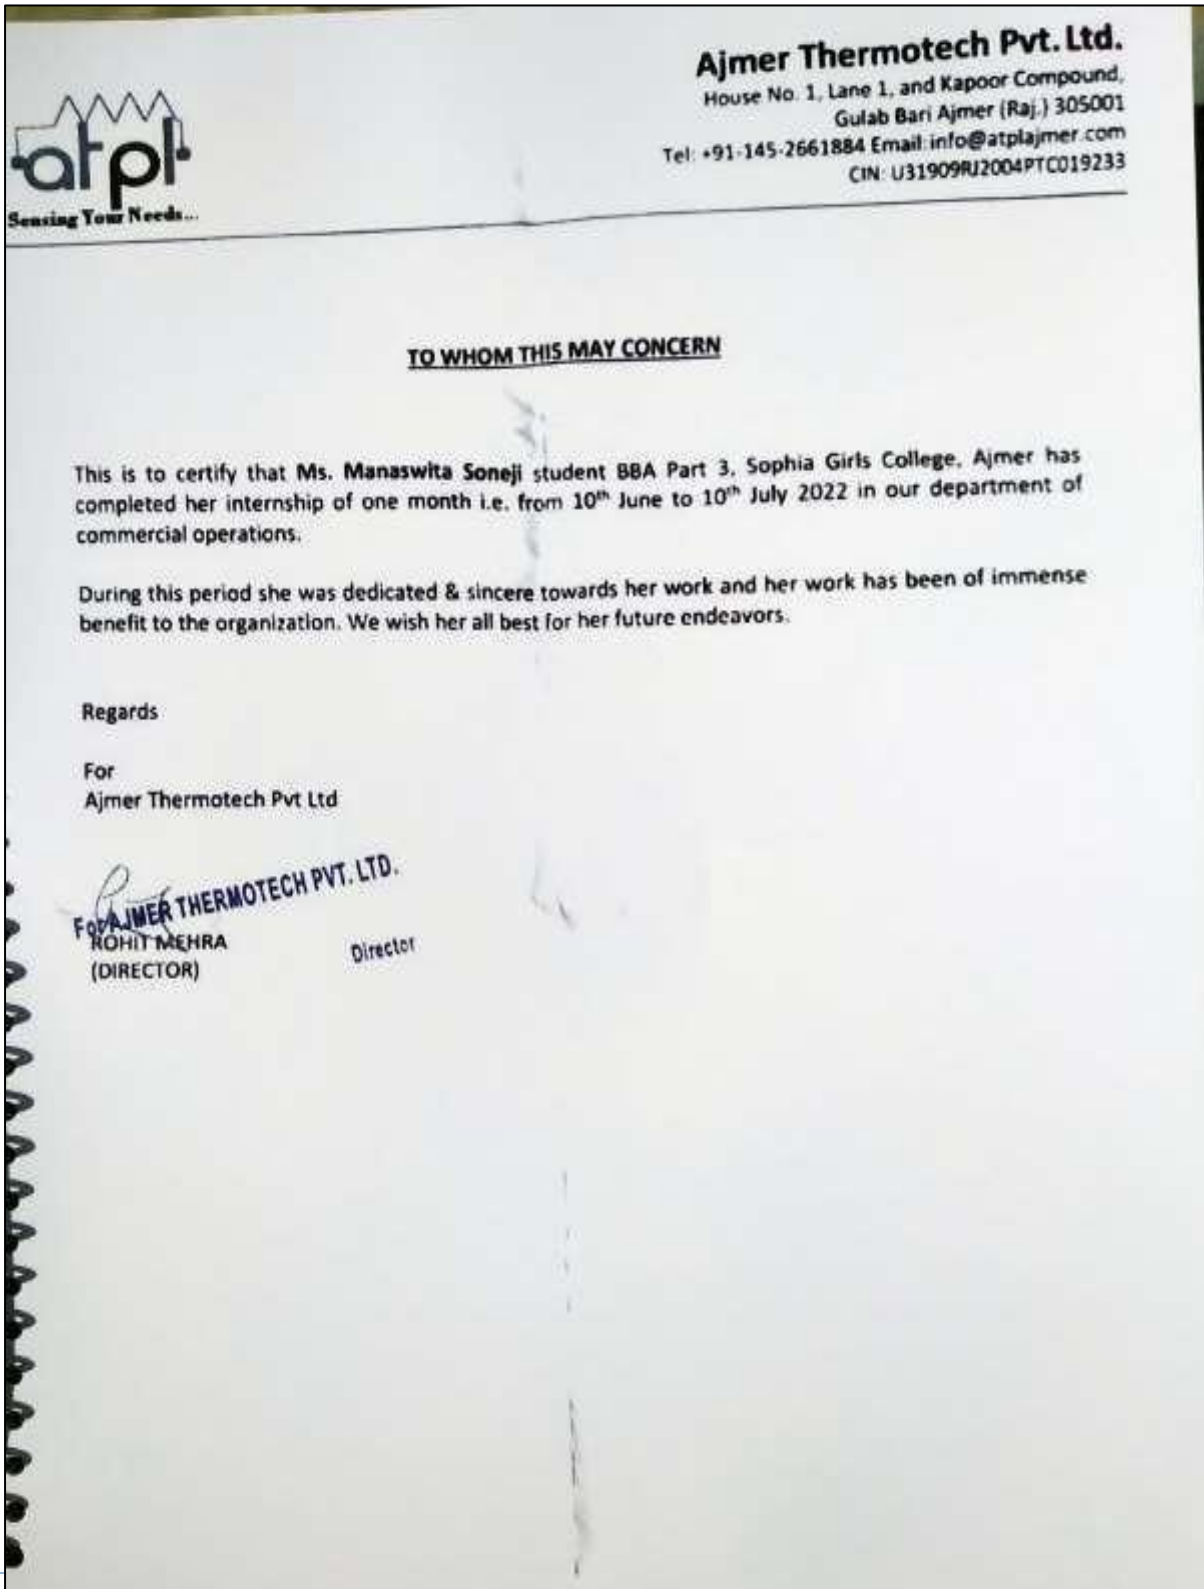 Ajmer Thermotech Pvt. Ltd.
House No. 1, Lane 1, and Kapoor Compound,
Gulab Bari Ajmer (Raj.) 305001
Tel: +91-145-2661884 Email: info@atplajmer.com
CIN: U31909RJ2004PTC019233
atpl
Sensing Your Needs...
TO WHOM THIS MAY CONCERN
This is to certify that Ms. Manaswita Soneji student BBA Part 3, Sophia Girls College, Ajmer has
completed her internship of one month i.e. from 10th June to 10th July 2022 in our department of
commercial operations.
During this period she was dedicated & sincere towards her work and her work has been of immense
benefit to the organization. We wish her all best for her future endeavors.
Regards
For
Ajmer Thermotech Pvt Ltd
For AJMER THERMOTECH PVT. LTD.
ROHIT MEHRA
(DIRECTOR)
Director